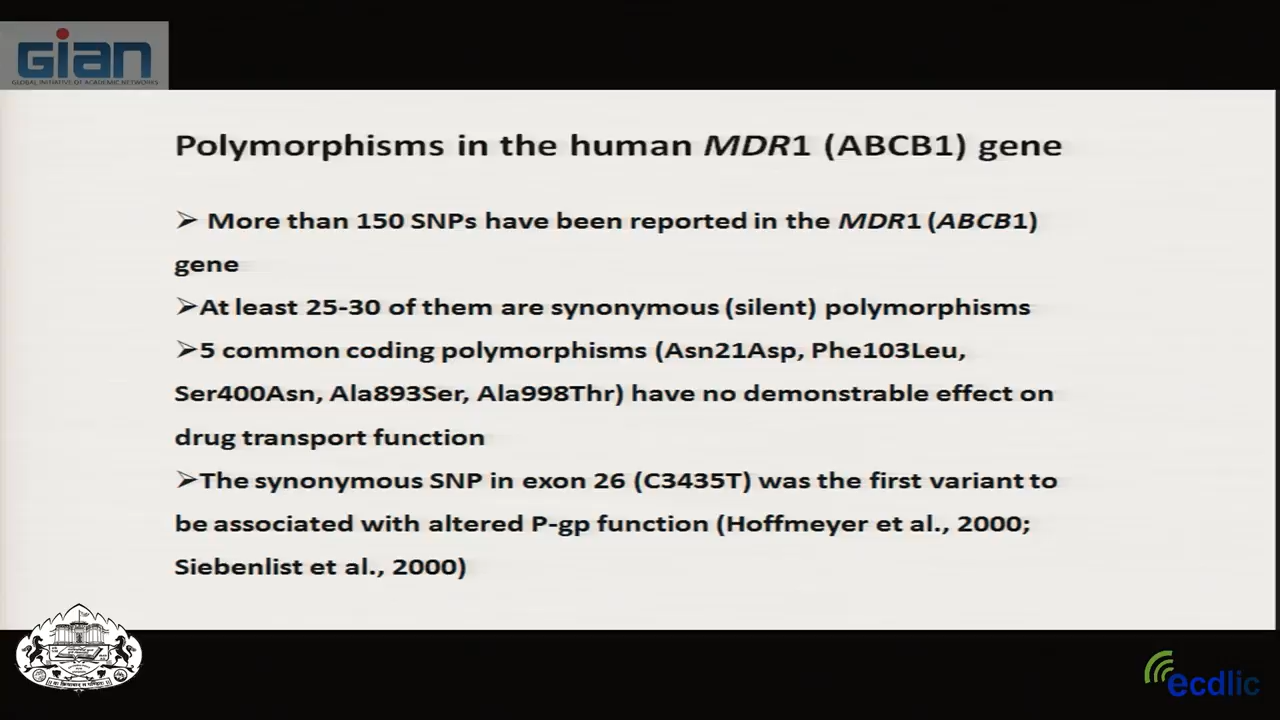 GIAN
GLOBAL INITIATIVE OF ACADEMIC NETWORKS
Polymorphisms in the human MDR1 (ABCB1) gene
➢ More than 150 SNPs have been reported in the MDR1 (ABCB1)
gene
➢At least 25-30 of them are synonymous (silent) polymorphisms
➢5 common coding polymorphisms (Asn21Asp, Phe103Leu,
Ser400Asn, Ala893Ser, Ala998Thr) have no demonstrable effect on
drug transport function
➢The synonymous SNP in exon 26 (C3435T) was the first variant to
be associated with altered P-gp function (Hoffmeyer et al., 2000;
Siebenlist et al., 2000)
ecdlic